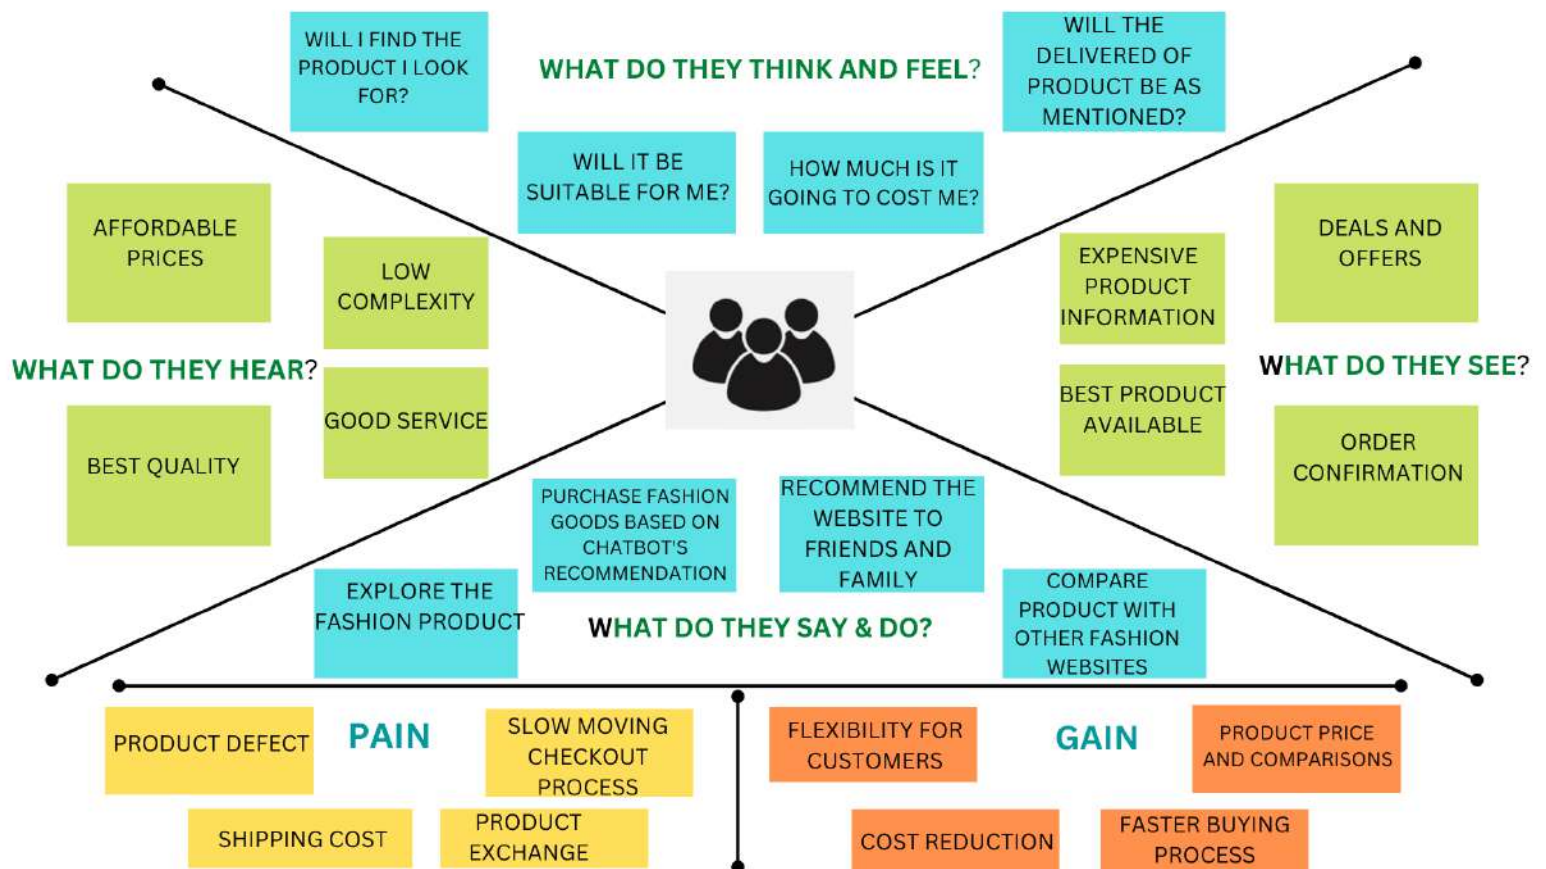 WILL I FIND THE
PRODUCT I LOOK
FOR?
WHAT DO THEY THINK AND FEEL?
WILL THE
DELIVERED OF
PRODUCT BE AS
MENTIONED?
WILL IT BE
SUITABLE FOR ME?
HOW MUCH IS IT
GOING TO COST ME?
AFFORDABLE
PRICES
LOW
COMPLEXITY
WHAT DO THEY HEAR?
GOOD SERVICE
BEST QUALITY
EXPENSIVE
PRODUCT
INFORMATION
DEALS AND
OFFERS
WHAT DO THEY SEE?
BEST PRODUCT
AVAILABLE
ORDER
CONFIRMATION
PURCHASE FASHION
GOODS BASED ON
CHATBOT'S
RECOMMENDATION
RECOMMEND THE
WEBSITE TO
FRIENDS AND
FAMILY
EXPLORE THE
FASHION PRODUCT
WHAT DO THEY SAY & DO?
COMPARE
PRODUCT WITH
OTHER FASHION
WEBSITES
PRODUCT DEFECT
PAIN
SLOW MOVING
CHECKOUT
PROCESS
SHIPPING COST
PRODUCT
EXCHANGE
FLEXIBILITY FOR
CUSTOMERS
GAIN
PRODUCT PRICE
AND COMPARISONS
COST REDUCTION
FASTER BUYING
PROCESS